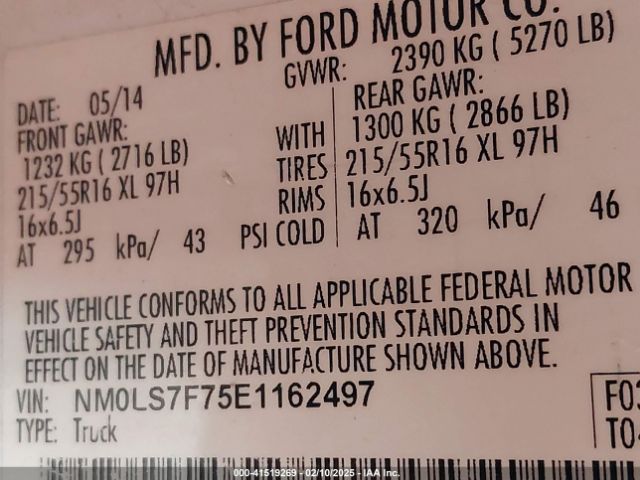 MFD. BY FORD MOTOR CO.
GVWR: 2390 KG ( 5270 LB)
DATE: 05/14
FRONT GAWR:
1232 KG ( 2716 LB)
215/55R16 XL 97H
16x6.5J
AT 295 kPa/ 43
WITH
TIRES
RIMS
PSI COLD
REAR GAWR:
1300 KG ( 2866 LB)
215/55R16 XL 97H
16x6.5J
AT 320 kPa/ 46
THIS VEHICLE CONFORMS TO ALL APPLICABLE FEDERAL MOTOR
VEHICLE SAFETY AND THEFT PREVENTION STANDARDS IN
EFFECT ON THE DATE OF MANUFACTURE SHOWN ABOVE.
VIN: NM0LS7F75E1162497
TYPE: Truck
000-41519269 - 02/10/2025 - IAA Inc.